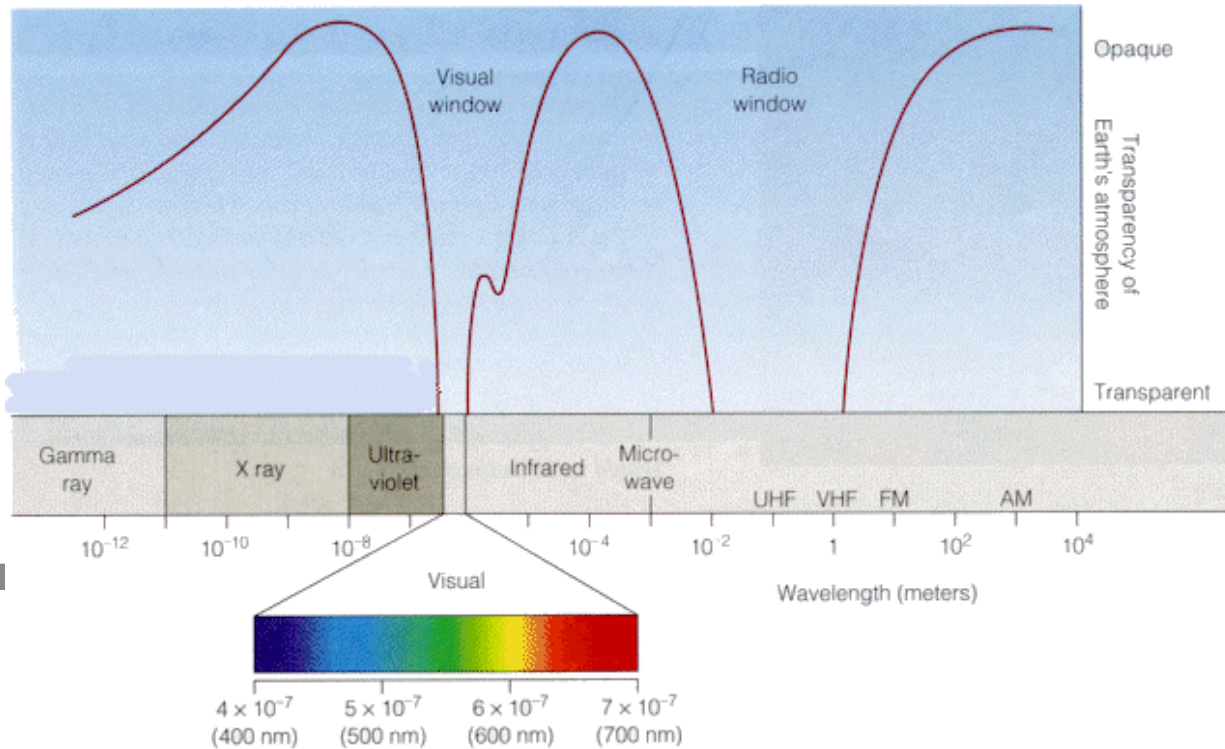 Visual
window
Radio
window
Opaque
Transparency of
Earth's atmosphere
Transparent
Gamma
ray
X ray
Ultra-
violet
Infrared
Micro-
wave
UHF VHF FM AM
10⁻¹² 10⁻¹⁰ 10⁻⁸ 10⁻⁴ 10⁻² 1 10² 10⁴
Visual
Wavelength (meters)
4 × 10⁻⁷ 5 × 10⁻⁷ 6 × 10⁻⁷ 7 × 10⁻⁷
(400 nm) (500 nm) (600 nm) (700 nm)